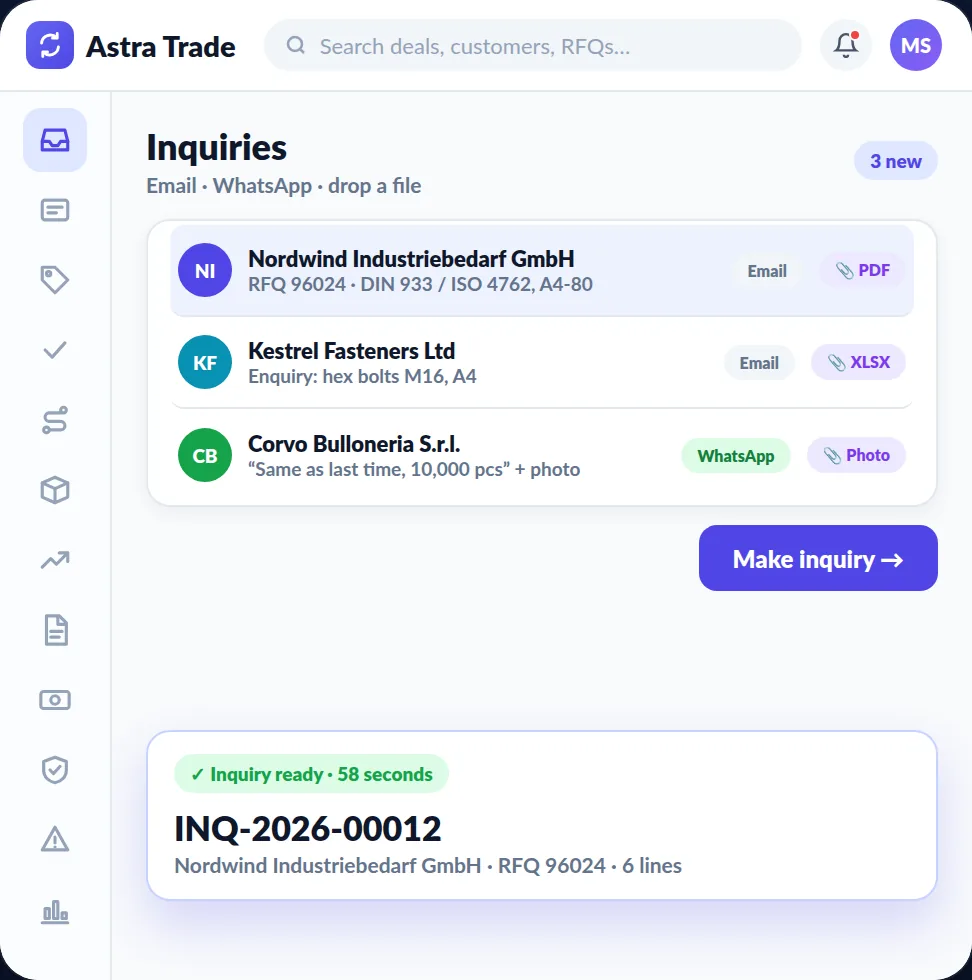 Astra Trade
Search deals, customers, RFQs...
MS
Inquiries
Email · WhatsApp · drop a file
3 new
NI
Nordwind Industriebedarf GmbH
RFQ 96024 · DIN 933 / ISO 4762, A4-80
Email
📎 PDF
KF
Kestrel Fasteners Ltd
Enquiry: hex bolts M16, A4
Email
📎 XLSX
CB
Corvo Bulloneria S.r.l.
“Same as last time, 10,000 pcs” + photo
WhatsApp
📎 Photo
Make inquiry →
✓ Inquiry ready · 58 seconds
INQ-2026-00012
Nordwind Industriebedarf GmbH · RFQ 96024 · 6 lines